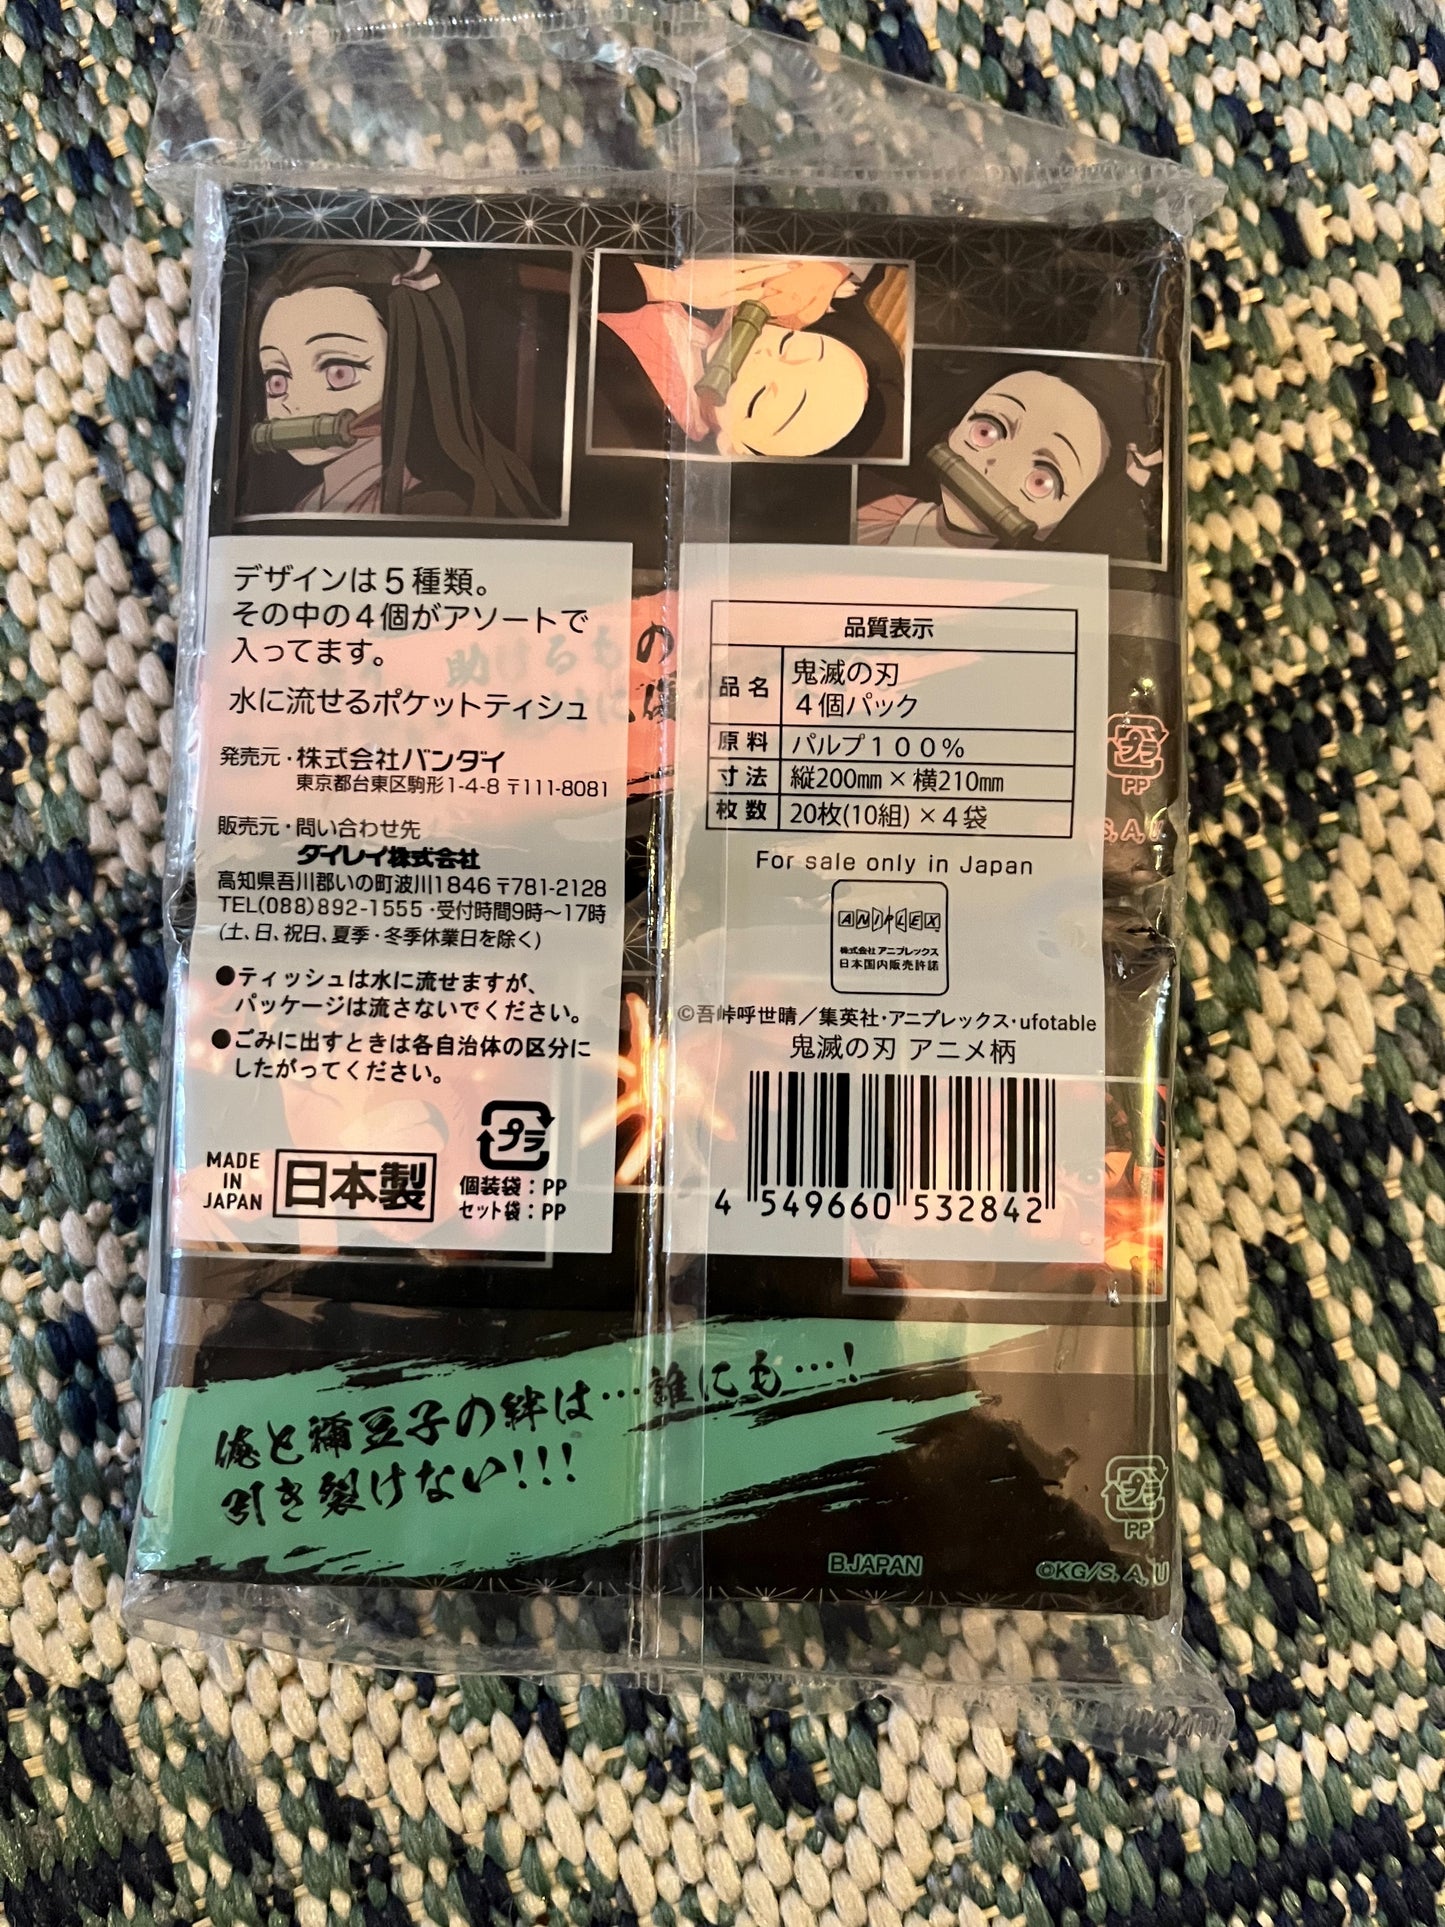 デザインは5種類。
その中の4個がアソートで
入ってます。
水に流せるポケットティシュ
発売元・株式会社バンダイ
東京都台東区駒形1-4-8 〒111-8081
販売元・問い合わせ先
ダイレイ株式会社
高知県吾川郡いの町波川1846 〒781-2128
TEL(088)892-1555・受付時間9時～17時
(土、日、祝日、夏季・冬季休業日を除く)
●ティッシュは水に流せますが、
パッケージは流さないでください。
●ごみに出すときは各自治体の区分に
したがってください。
MADE
IN
JAPAN
日本製
プラ
個装袋：PP
セット袋：PP
助けるも の
品質表示
品名 鬼滅の刃
4個パック
原料 パルプ100%
寸法 縦200mm×横210mm
枚数 20枚(10組)×4袋
For sale only in Japan
ANIPLEX
株式会社アニプレックス
日本国内販売許諾
©吾峠呼世晴／集英社・アニプレックス・ufotable
鬼滅の刃 アニメ柄
4 549660 532842
プラ
PP
S, A, U
俺と禰豆子の絆は…誰にも…!
引き裂けない!!!
プラ
PP
B.JAPAN
©KG/S, A, U